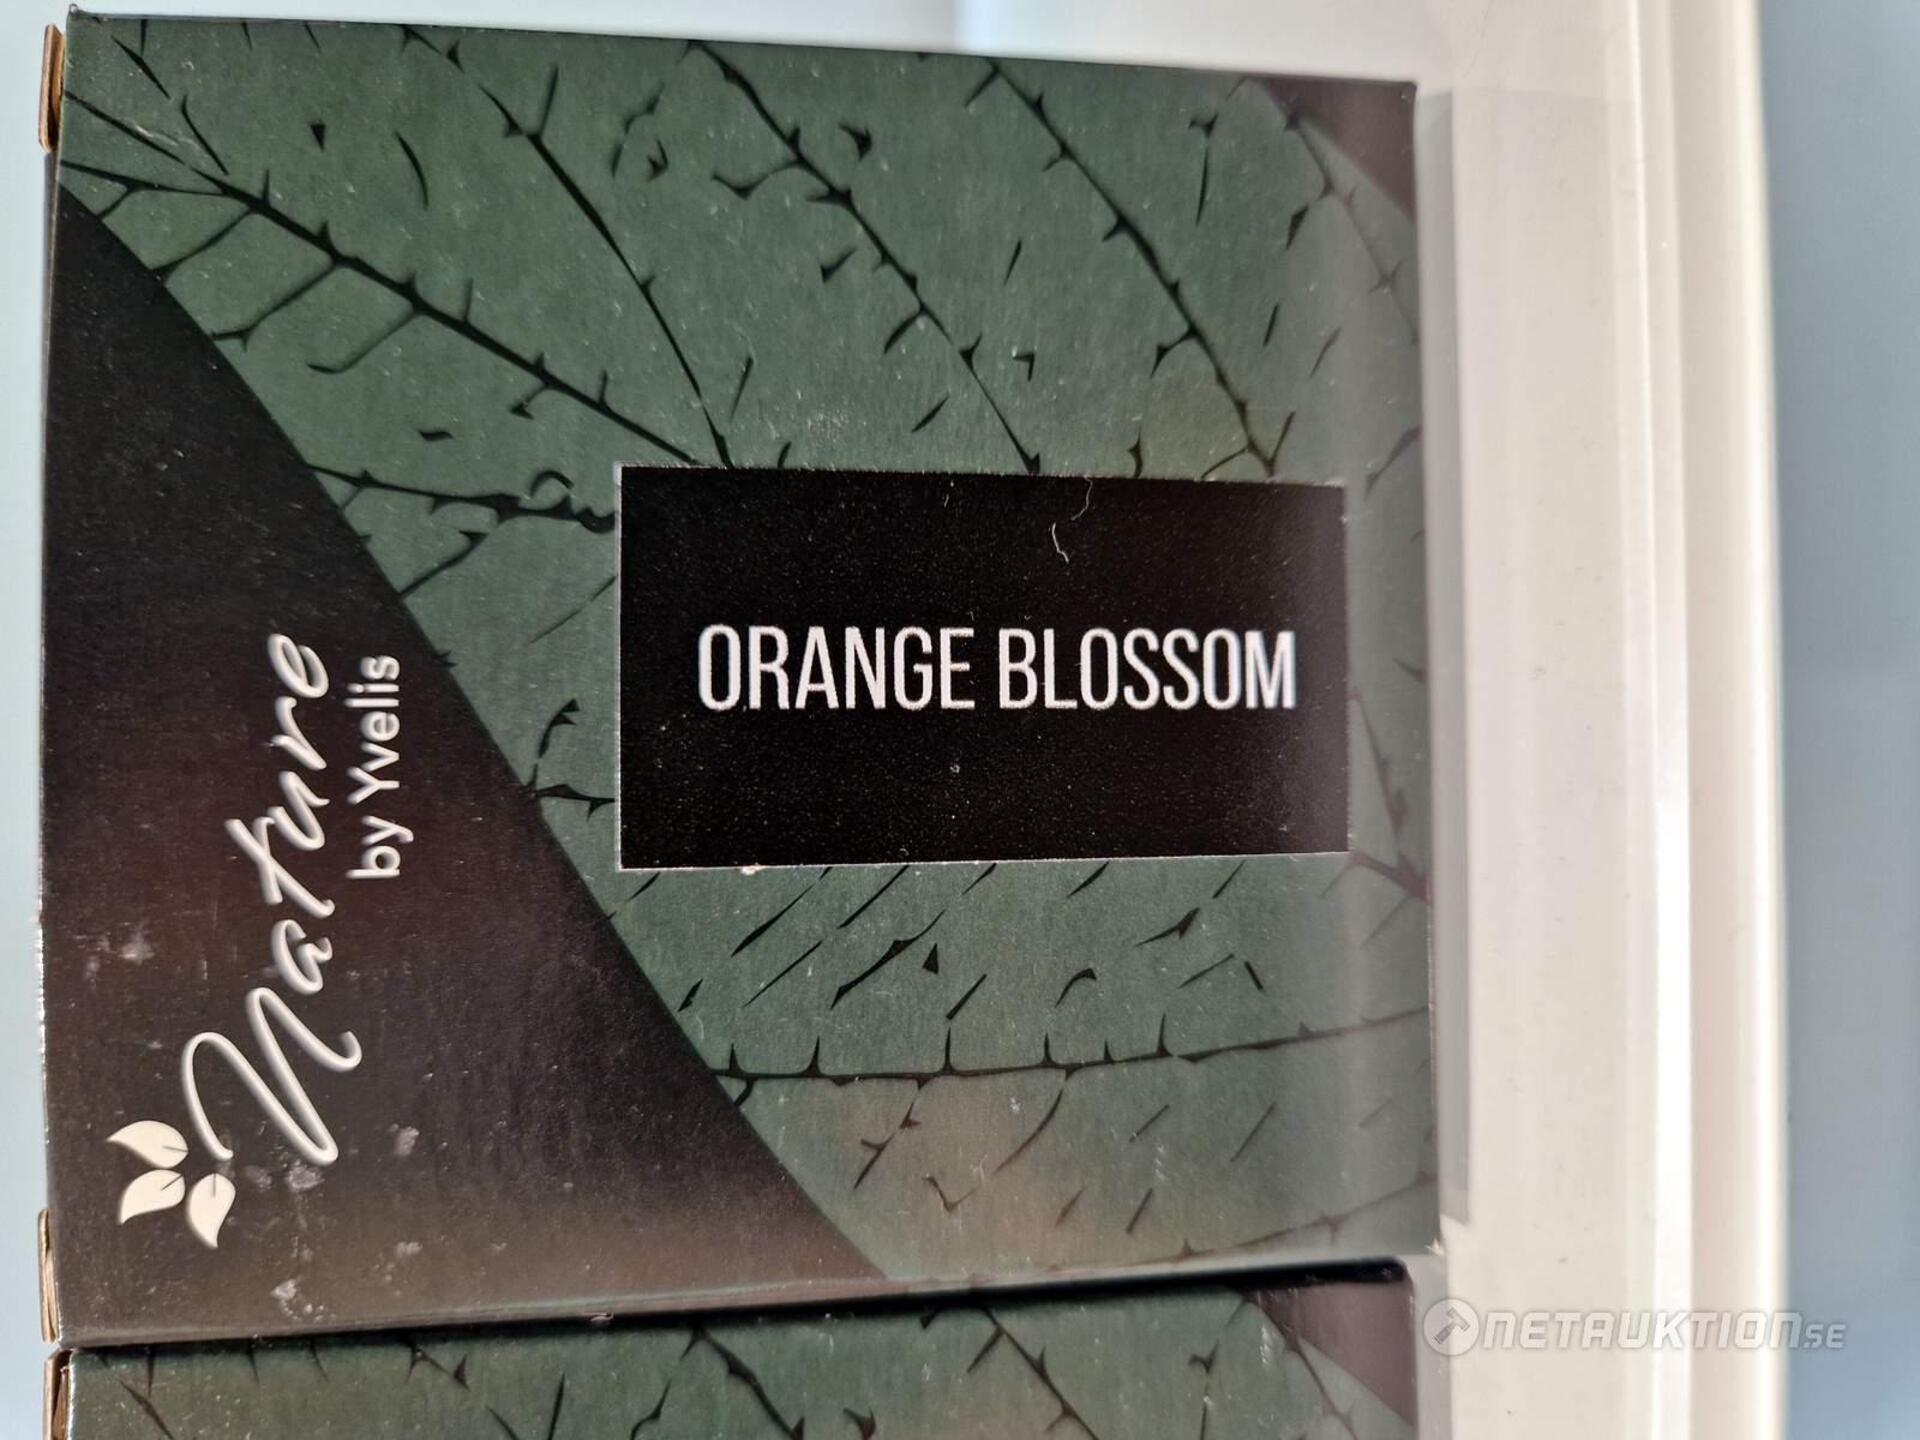 Nature
by Yvelis
ORANGE BLOSSOM
NETAUKTION.SE